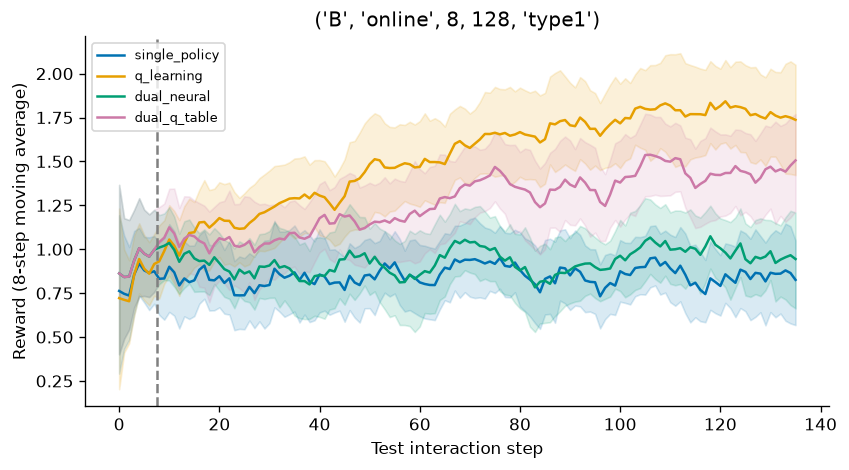 ('B', 'online', 8, 128, 'type1')
single_policy
q_learning
dual_neural
dual_q_table
Reward (8-step moving average)
2.00
1.75
1.50
1.25
1.00
0.75
0.50
0.25
0 20 40 60 80 100 120 140
Test interaction step